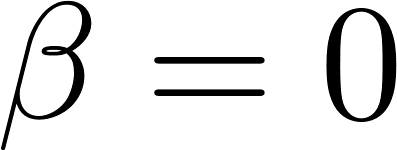 β = 0